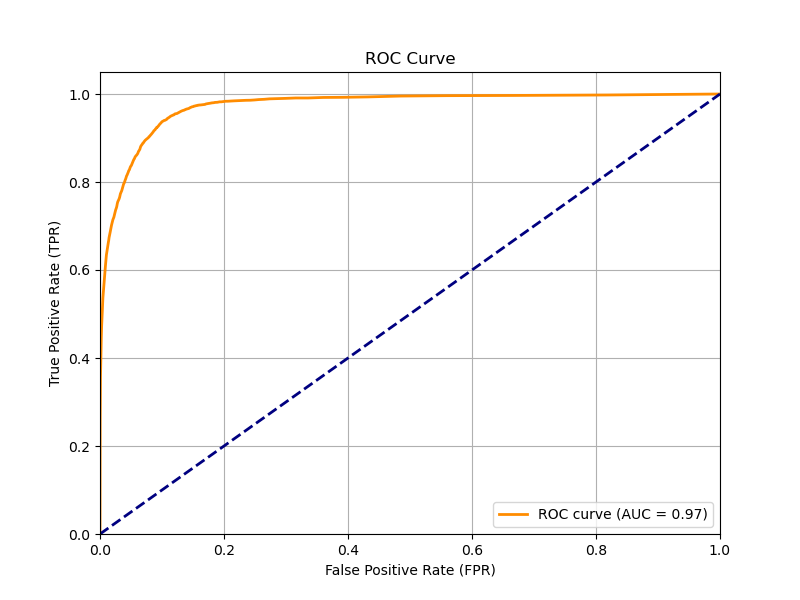 ROC Curve
True Positive Rate (TPR)
1.0
0.8
0.6
0.4
0.2
0.0
0.0 0.2 0.4 0.6 0.8 1.0
False Positive Rate (FPR)
ROC curve (AUC = 0.97)